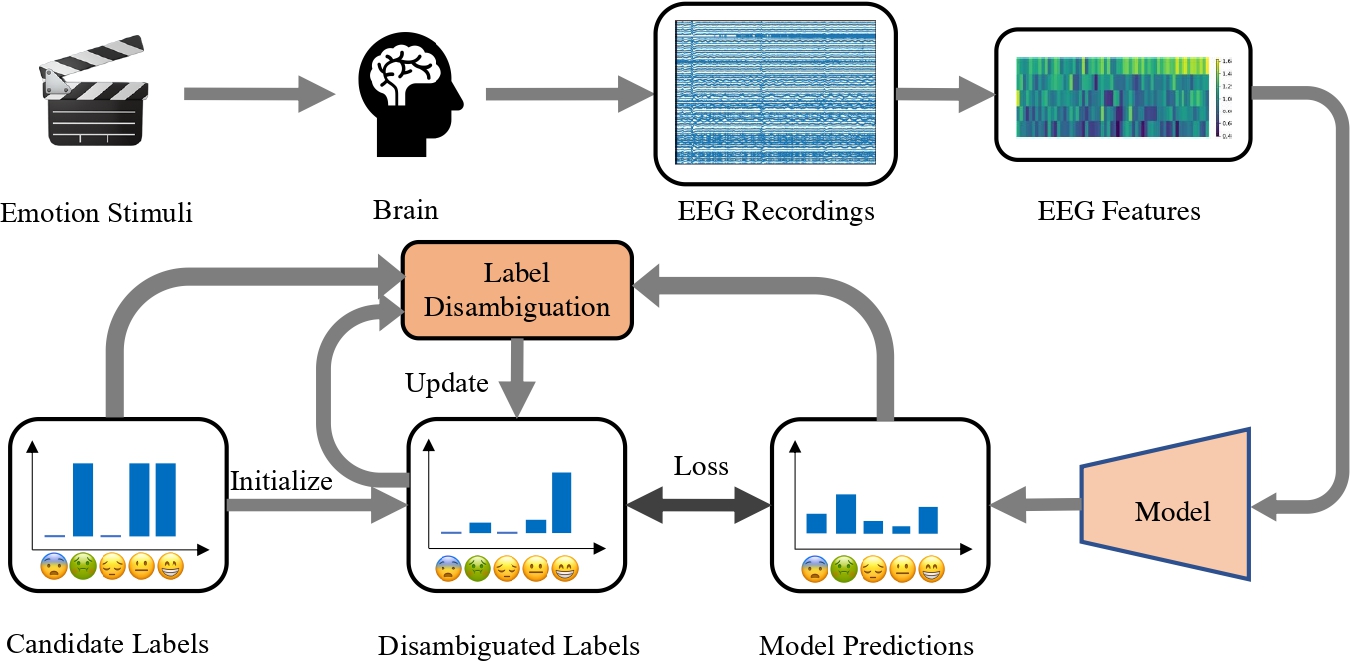 Emotion Stimuli
Brain
EEG Recordings
EEG Features
1.6
1.4
1.2
1.0
0.8
0.6
0.4
Label
Disambiguation
Update
Initialize
Loss
Model
Candidate Labels
Disambiguated Labels
Model Predictions